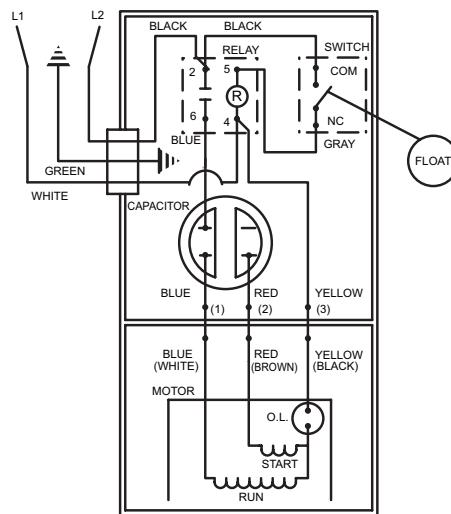 L1
L2
BLACK
BLACK
RELAY
SWITCH
2
5
COM
R
6
4
NC
BLUE
GRAY
FLOAT
GREEN
WHITE
CAPACITOR
BLUE
RED
YELLOW
(1)
(2)
(3)
BLUE
(WHITE)
RED
(BROWN)
YELLOW
(BLACK)
MOTOR
O.L.
START
RUN